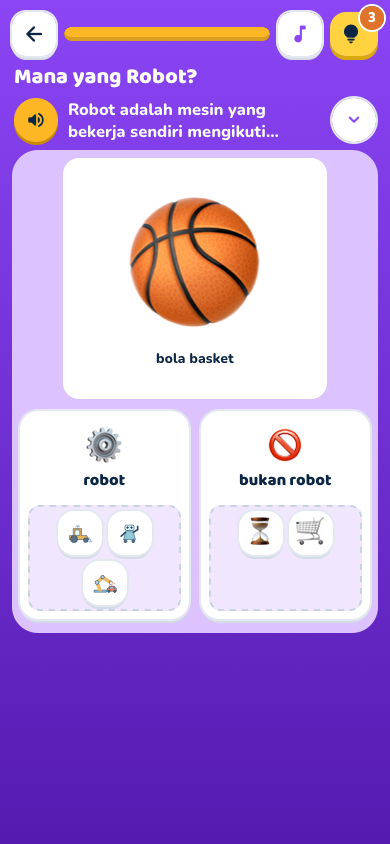 3
Mana yang Robot?
Robot adalah mesin yang
bekerja sendiri mengikuti...
bola basket
robot
bukan robot